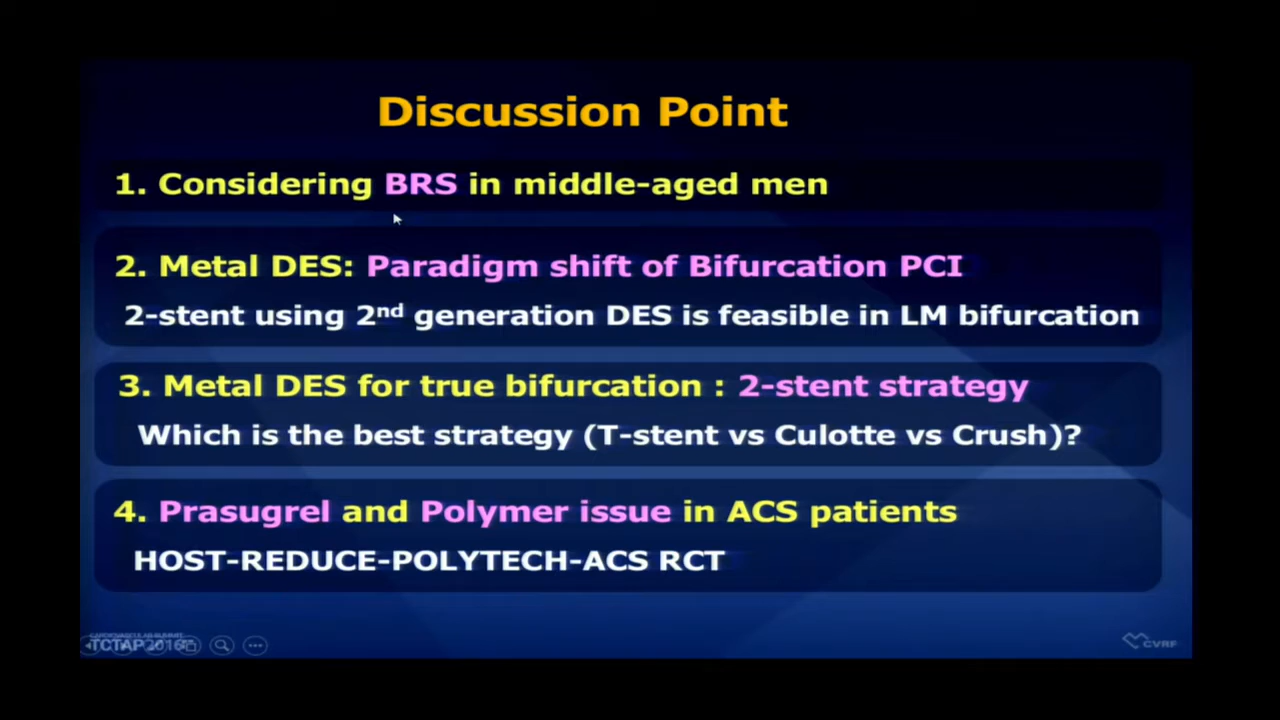 Discussion Point
1. Considering BRS in middle-aged men
2. Metal DES: Paradigm shift of Bifurcation PCI
2-stent using 2nd generation DES is feasible in LM bifurcation
3. Metal DES for true bifurcation : 2-stent strategy
Which is the best strategy (T-stent vs Culotte vs Crush)?
4. Prasugrel and Polymer issue in ACS patients
HOST-REDUCE-POLYTECH-ACS RCT
CARDIOVASCULAR SUMMIT
TCTAP2016
CVRF